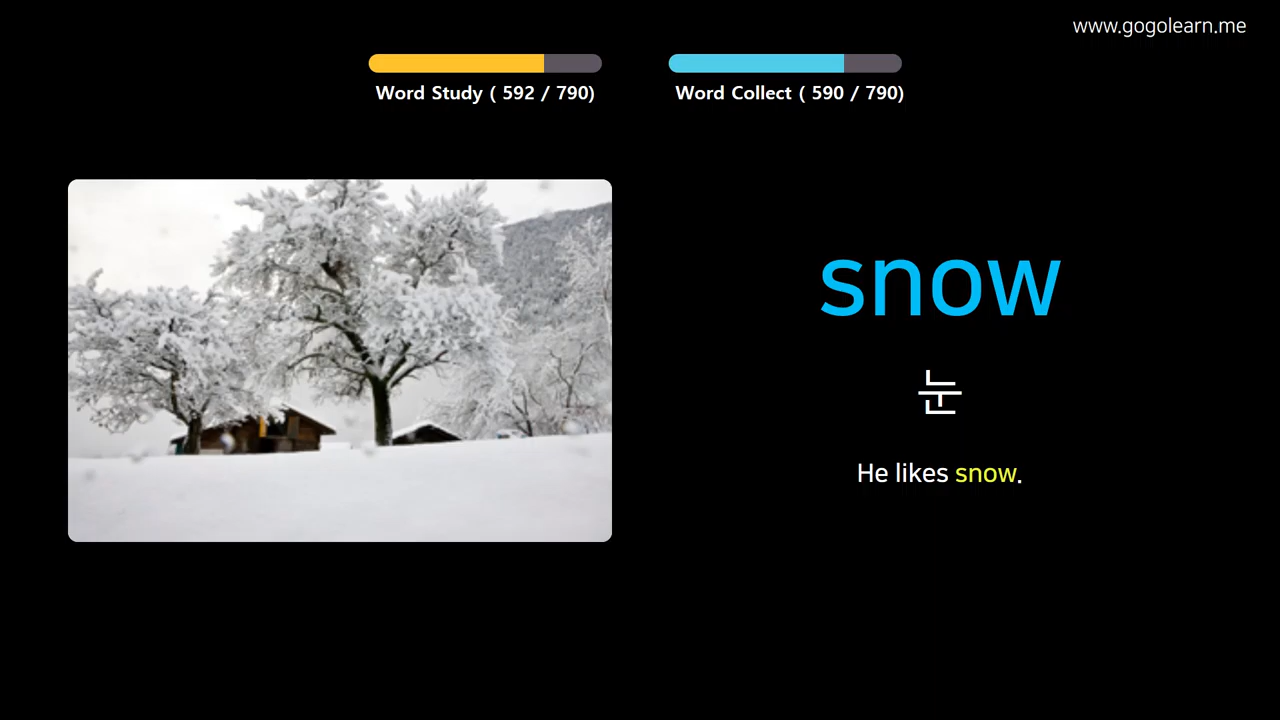 www.gogolearn.me
Word Study ( 592 / 790)
Word Collect ( 590 / 790)
snow
눈
He likes snow.